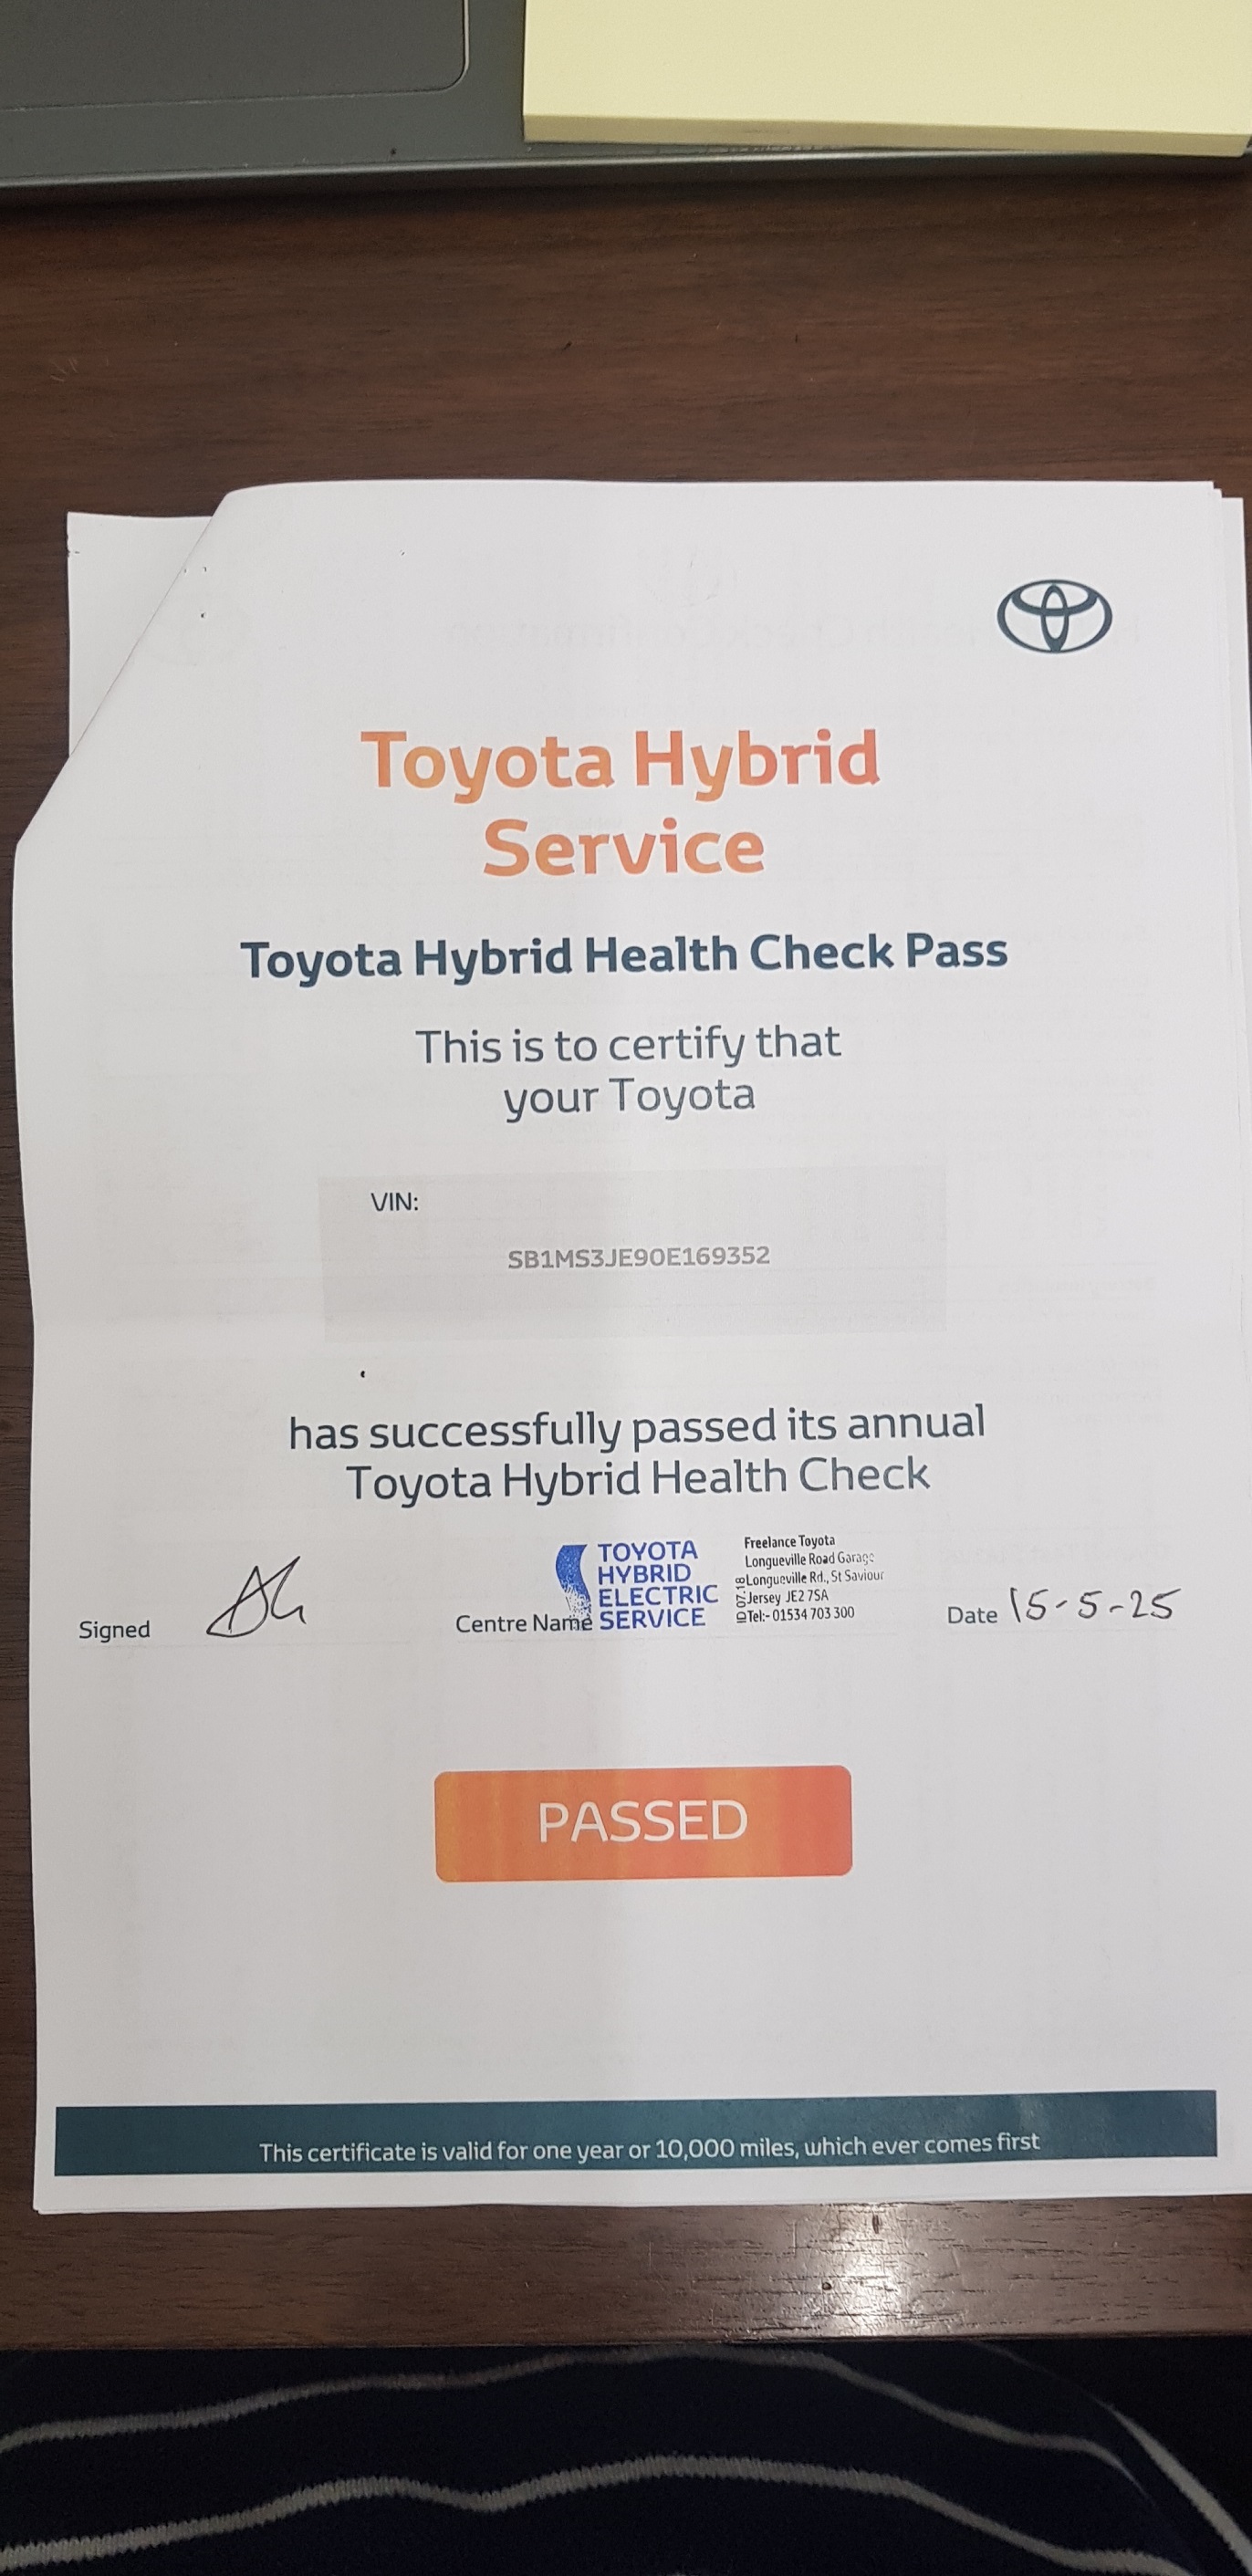 Toyota Hybrid
Service
Toyota Hybrid Health Check Pass
This is to certify that
your Toyota
VIN:
SB1MS3JE90E169352
has successfully passed its annual
Toyota Hybrid Health Check
Signed
Centre Name
TOYOTA
HYBRID
ELECTRIC
SERVICE
Freelance Toyota
Longueville Road Garage
Longueville Rd., St Saviour
Jersey JE2 7SA
Tel:- 01534 703 300
ID 07.18
Date 15-5-25
PASSED
This certificate is valid for one year or 10,000 miles, which ever comes first